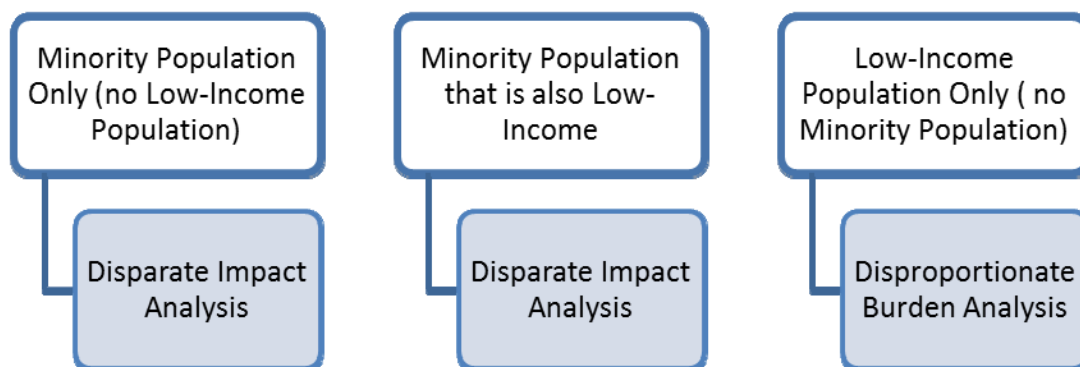 Minority Population
Only (no Low-Income
Population)
Disparate Impact
Analysis
Minority Population
that is also Low-
Income
Disparate Impact
Analysis
Low-Income
Population Only ( no
Minority Population)
Disproportionate
Burden Analysis